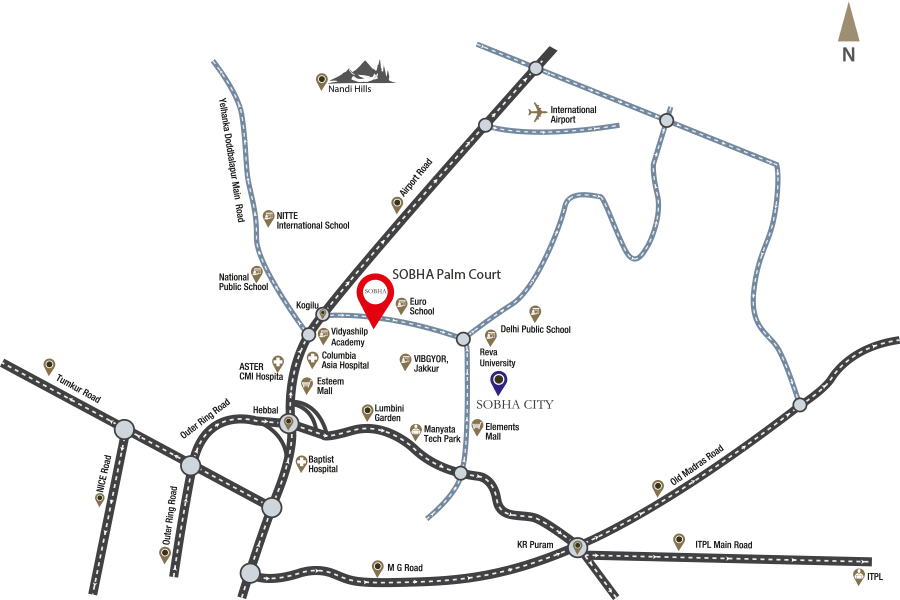 N
Nandi Hills
International
Airport
Yelhanka Doddbalapur Main Road
Airport Road
NITTE
International School
SOBHA Palm Court
National
Public School
SOBHA
Kogilu
Euro
School
Vidyashilp
Academy
Delhi Public School
Reva
University
Columbia
Asia Hospital
VIBGYOR,
Jakkur
ASTER
CMI Hospita
Esteem
Mall
SOBHA CITY
Tumkur Road
Outer Ring Road
Hebbal
Lumbini
Garden
Manyata
Tech Park
Elements
Mall
Baptist
Hospital
NICE Road
Outer Ring Road
Old Madras Road
KR Puram
ITPL Main Road
M G Road
ITPL